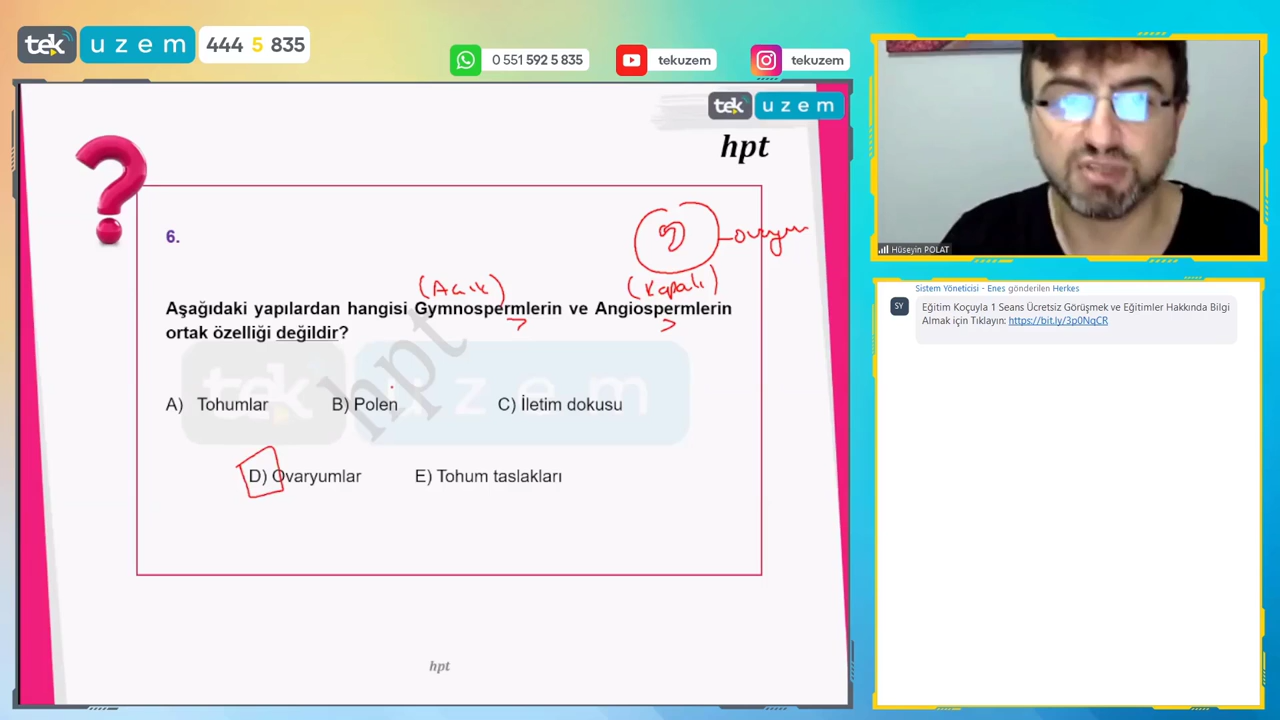 tek uzem 444 5 835
0 551 592 5 835
tekuzem
tekuzem
tek uzem
hpt
6.
ovaryum
(Açık)
(Kapalı)
Aşağıdaki yapılardan hangisi Gymnospermlerin ve Angiospermlerin
ortak özelliği değildir?
tek uzem
hpt
A) Tohumlar B) Polen C) İletim dokusu
D) Ovaryumlar E) Tohum taslakları
hpt
Hüseyin POLAT
Sistem Yöneticisi - Enes gönderilen Herkes
SY
Eğitim Koçuyla 1 Seans Ücretsiz Görüşmek ve Eğitimler Hakkında Bilgi
Almak için Tıklayın: https://bit.ly/3p0NqCR